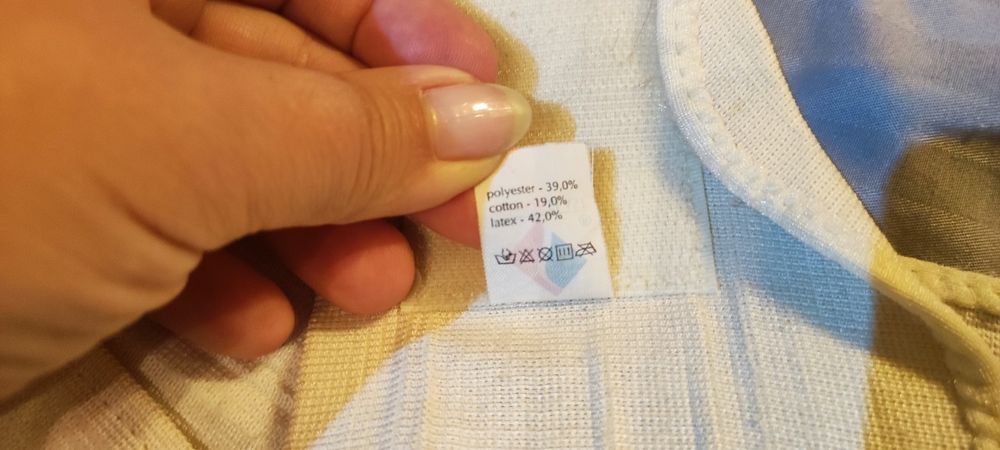 polyester - 39,0%
cotton - 19,0%
latex - 42,0%